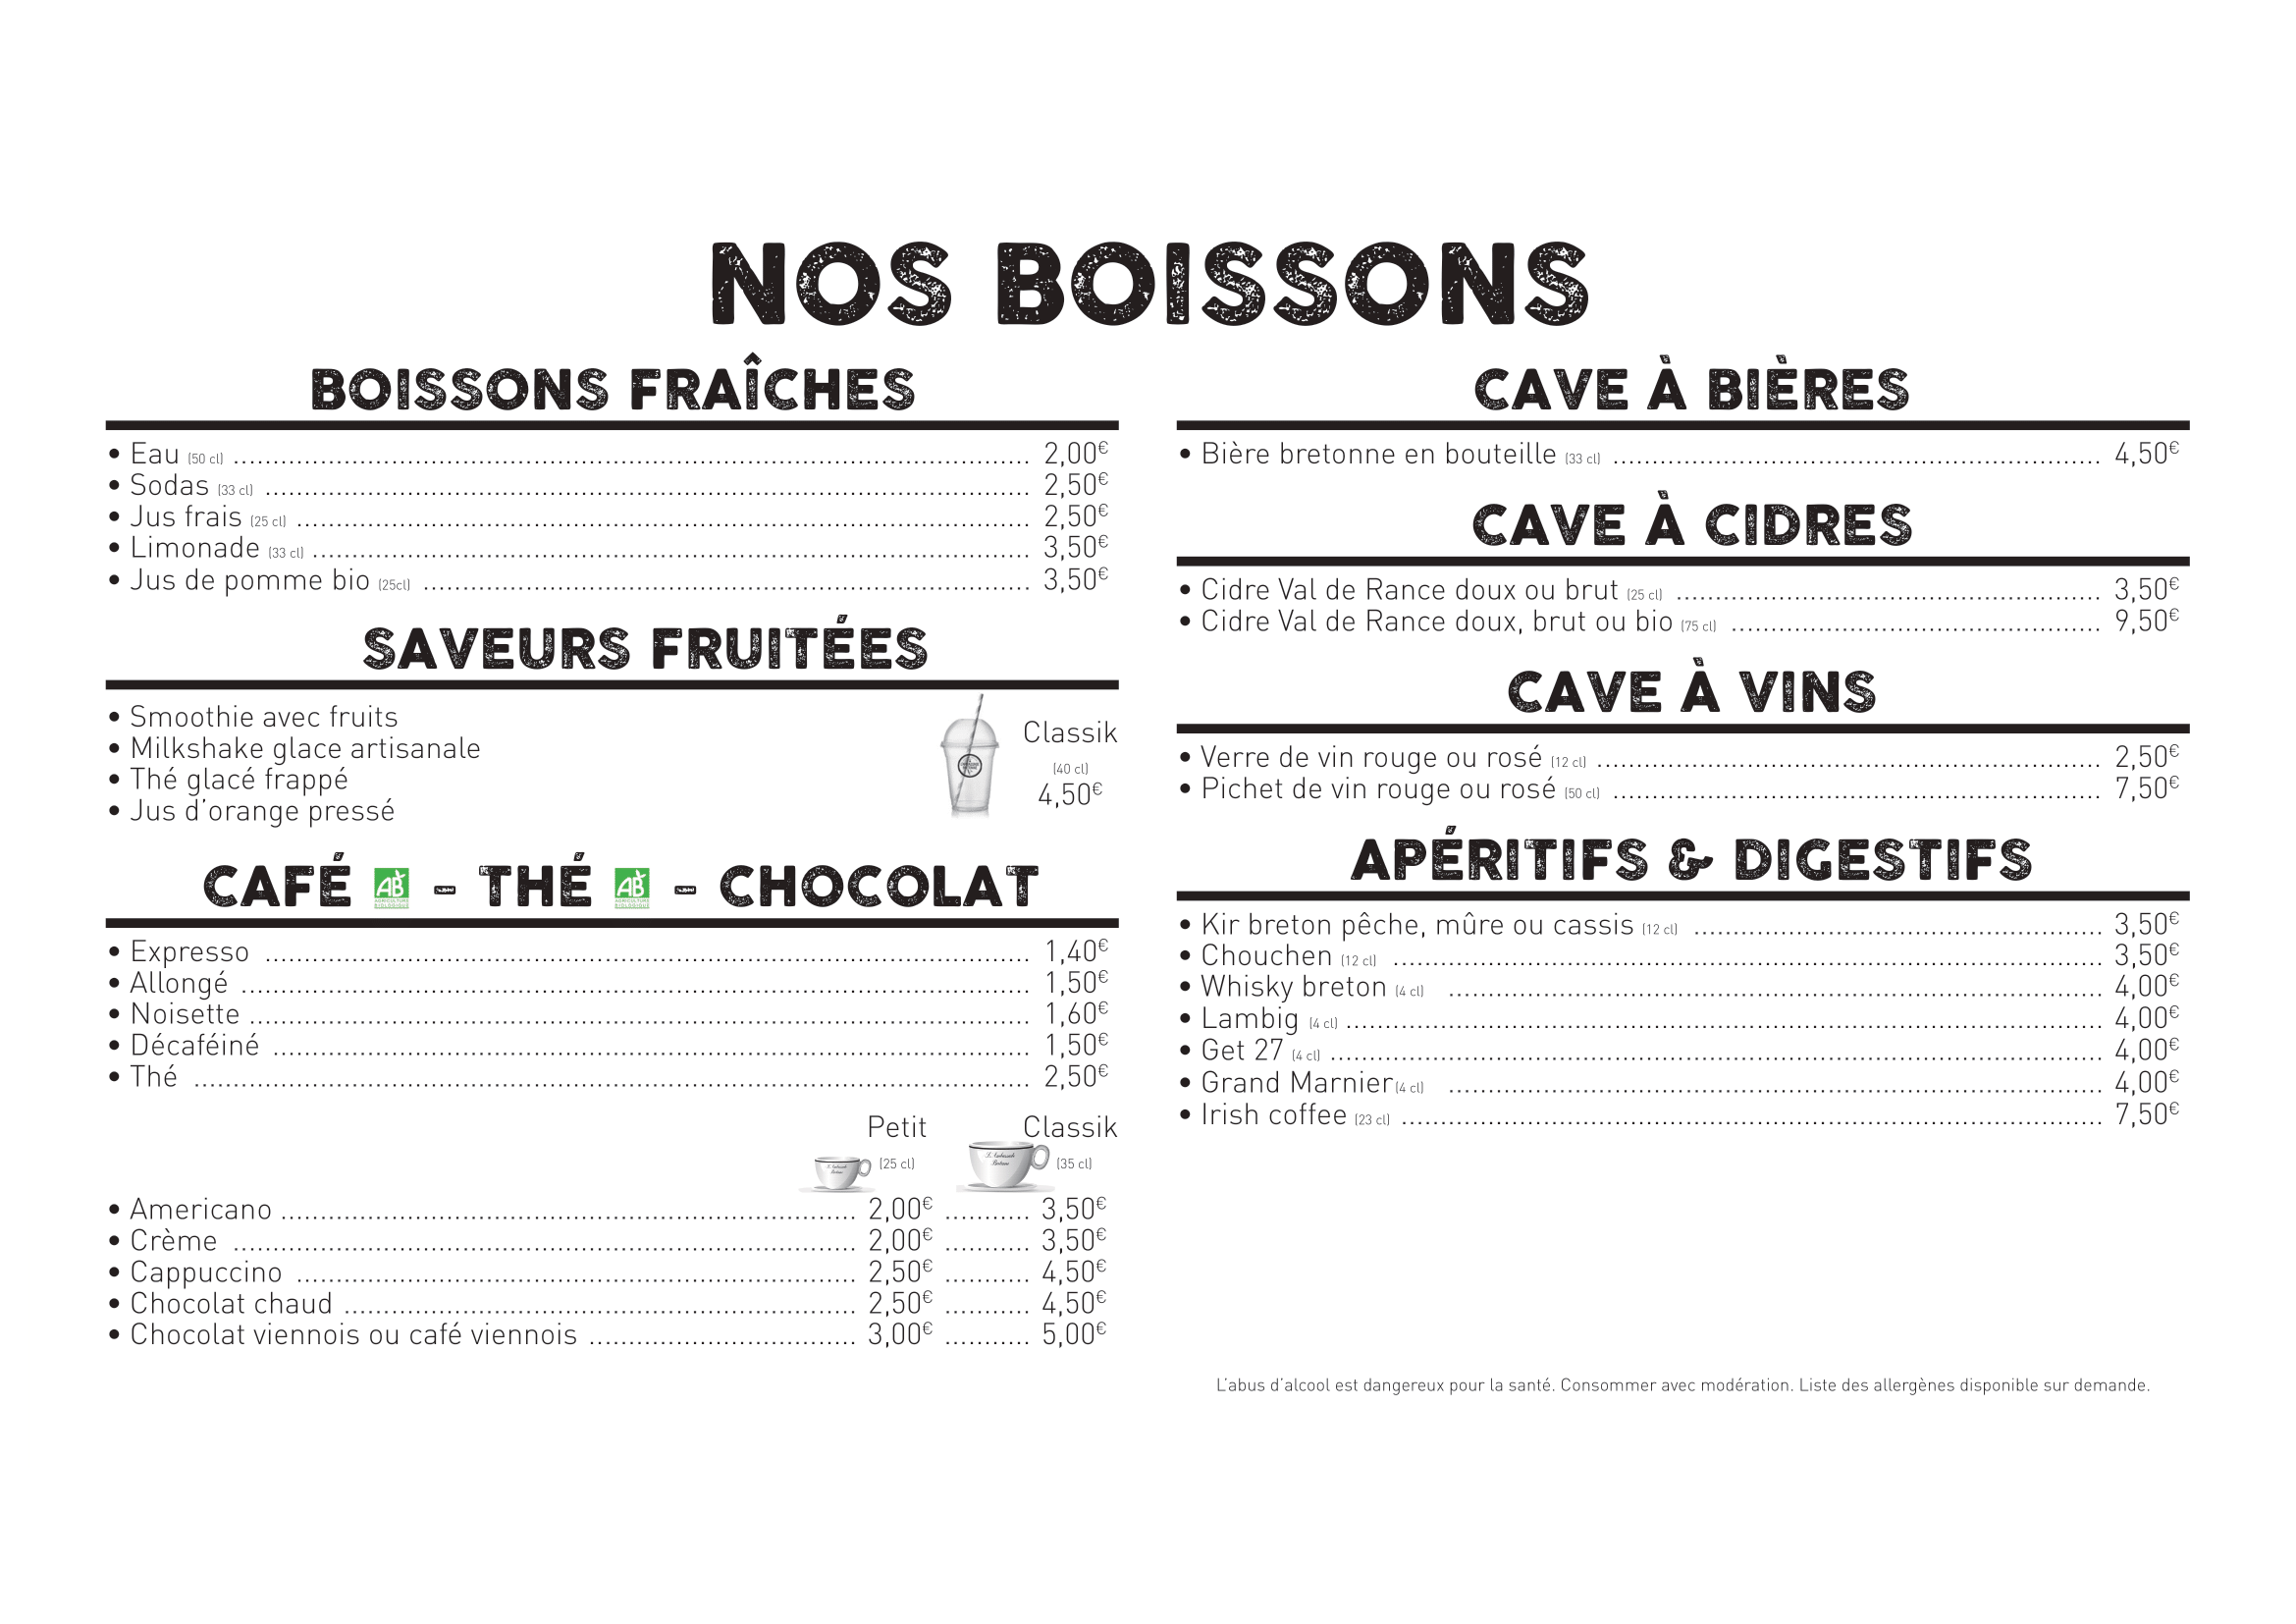 NOS BOISSONS
BOISSONS FRAÎCHES
• Eau (50 cl) ........ 2,00€
• Sodas (33 cl) ........ 2,50€
• Jus frais (25 cl) ........ 2,50€
• Limonade (33 cl) ........ 3,50€
• Jus de pomme bio (25cl) ........ 3,50€
SAVEURS FRUITÉES
• Smoothie avec fruits
• Milkshake glace artisanale
• Thé glacé frappé
• Jus d’orange pressé
Classik
(40 cl)
4,50€
CAFÉ AB - THÉ AB - CHOCOLAT
• Expresso ........ 1,40€
• Allongé ........ 1,50€
• Noisette ........ 1,60€
• Décaféiné ........ 1,50€
• Thé ........ 2,50€
Petit Classik
(25 cl) (35 cl)
• Americano ........ 2,00€ ........ 3,50€
• Crème ........ 2,00€ ........ 3,50€
• Cappuccino ........ 2,50€ ........ 4,50€
• Chocolat chaud ........ 2,50€ ........ 4,50€
• Chocolat viennois ou café viennois ........ 3,00€ ........ 5,00€
CAVE À BIÈRES
• Bière bretonne en bouteille (33 cl) ........ 4,50€
CAVE À CIDRES
• Cidre Val de Rance doux ou brut (25 cl) ........ 3,50€
• Cidre Val de Rance doux, brut ou bio (75 cl) ........ 9,50€
CAVE À VINS
• Verre de vin rouge ou rosé (12 cl) ........ 2,50€
• Pichet de vin rouge ou rosé (50 cl) ........ 7,50€
APÉRITIFS & DIGESTIFS
• Kir breton pêche, mûre ou cassis (12 cl) ........ 3,50€
• Chouchen (12 cl) ........ 3,50€
• Whisky breton (4 cl) ........ 4,00€
• Lambig (4 cl) ........ 4,00€
• Get 27 (4 cl) ........ 4,00€
• Grand Marnier(4 cl) ........ 4,00€
• Irish coffee (23 cl) ........ 7,50€
L’abus d’alcool est dangereux pour la santé. Consommer avec modération. Liste des allergènes disponible sur demande.